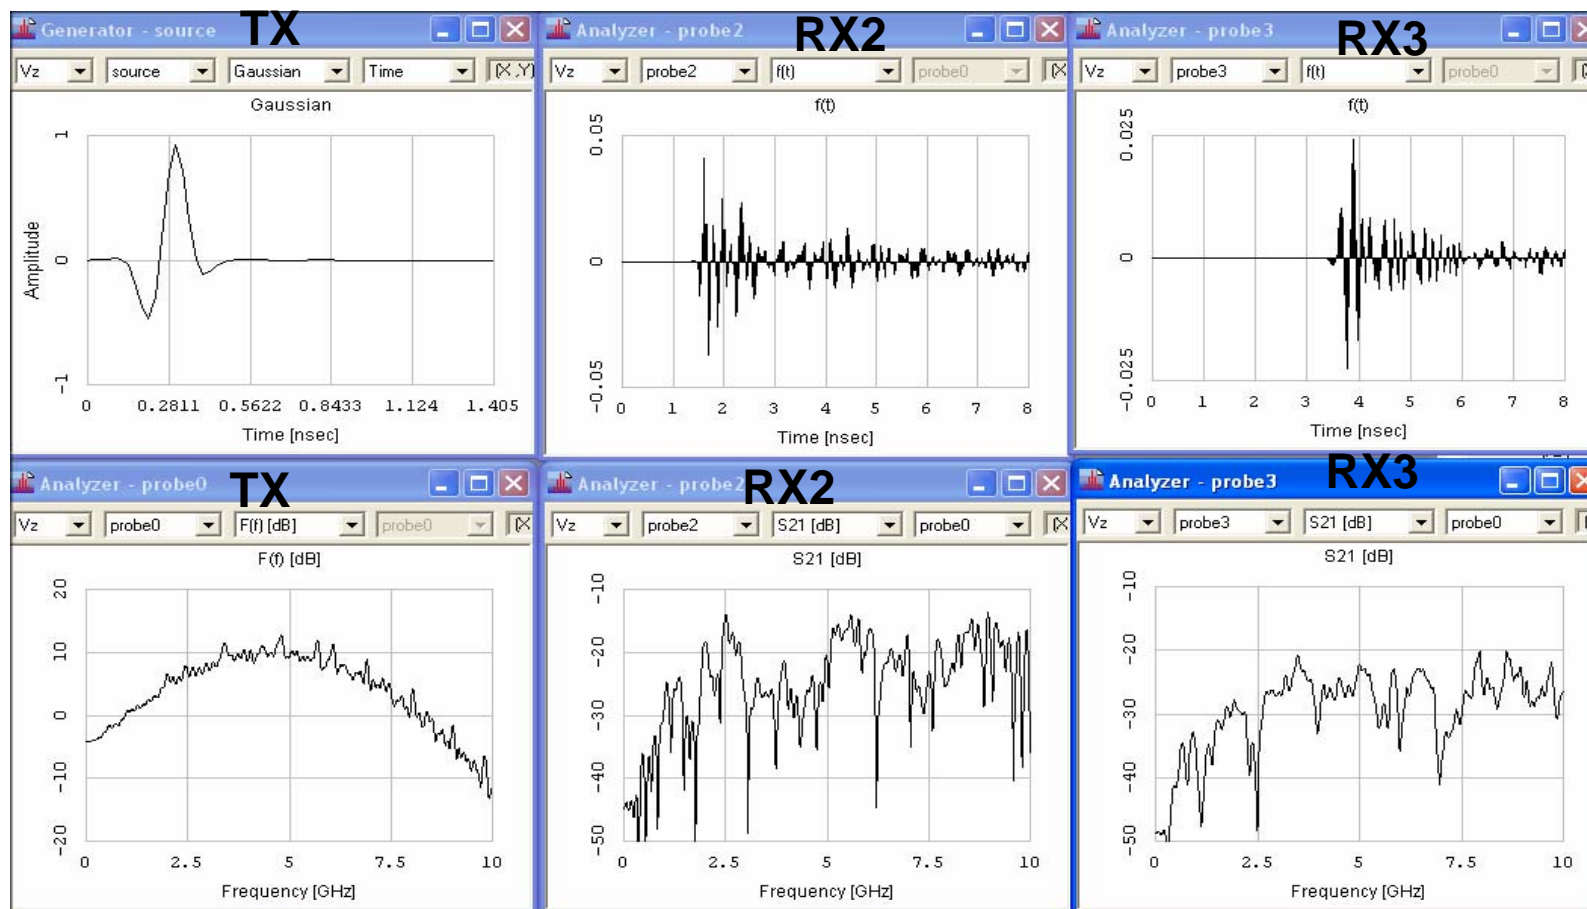 Generator - source TX
Vz source Gaussian Time (X,Y)
Gaussian
1
0
-1
Amplitude
0 0.2811 0.5622 0.8433 1.124 1.405
Time [nsec]
Analyzer - probe2 RX2
Vz probe2 f(t) probe0
f(t)
0.05
0
-0.05
0 1 2 3 4 5 6 7 8
Time [nsec]
Analyzer - probe3 RX3
Vz probe3 f(t) probe0
f(t)
0.025
0
-0.025
0 1 2 3 4 5 6 7 8
Time [nsec]
Analyzer - probe0 TX
Vz probe0 F(f) [dB] probe0
F(f) [dB]
20
10
0
-10
-20
0 2.5 5 7.5 10
Frequency [GHz]
Analyzer - probe2 RX2
Vz probe2 S21 [dB] probe0
S21 [dB]
-10
-20
-30
-40
-50
0 2.5 5 7.5 10
Frequency [GHz]
Analyzer - probe3 RX3
Vz probe3 S21 [dB] probe0
S21 [dB]
-10
-20
-30
-40
-50
0 2.5 5 7.5 10
Frequency [GHz]